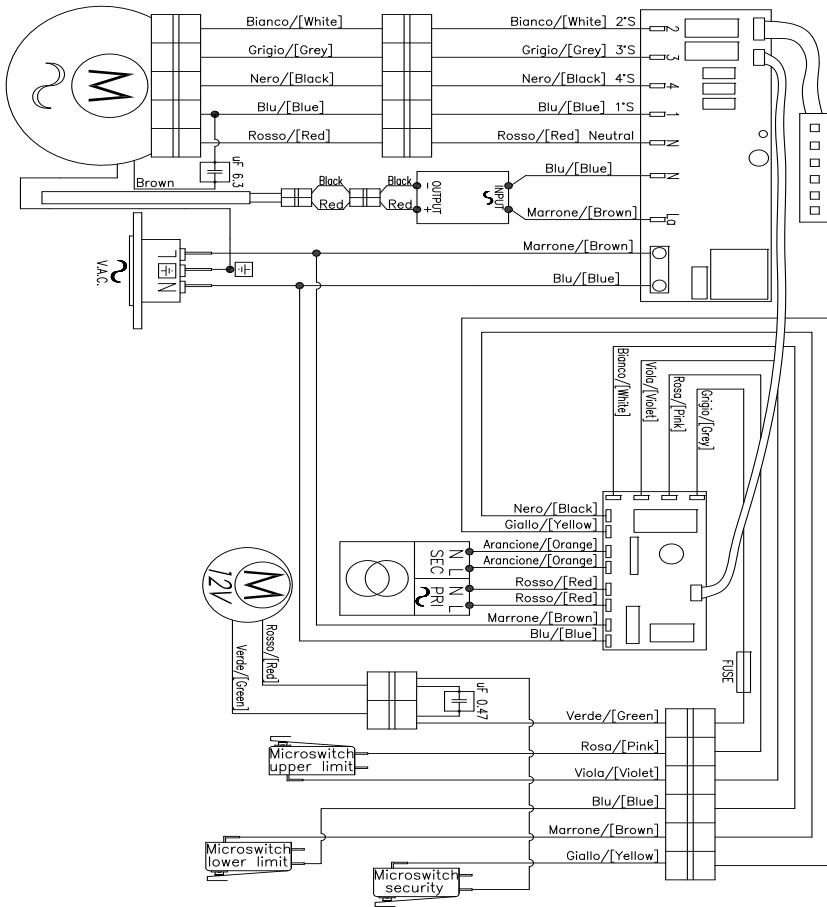 Bianco/[White]
Bianco/[White] 2°S
2
Grigio/[Grey]
Grigio/[Grey] 3°S
3
M
Nero/[Black]
Nero/[Black] 4°S
4
Blu/[Blue]
Blu/[Blue] 1°S
1
Rosso/[Red]
Rosso/[Red] Neutral
N
uF 6.3
Brown
Black
Black
Red
Red
- OUTPUT +
INPUT
S
Blu/[Blue]
N
Marrone/[Brown]
La
Marrone/[Brown]
Blu/[Blue]
V.A.C.
L
N
Bianco/[White]
Viola/[Violet]
Rosa/[Pink]
Grigio/[Grey]
Nero/[Black]
Giallo/[Yellow]
Arancione/[Orange]
Arancione/[Orange]
N L
SEC
Rosso/[Red]
Rosso/[Red]
N L
PRI
Marrone/[Brown]
Blu/[Blue]
M
12V
Rosso/[Red]
Verde/[Green]
uF 0.47
FUSE
Verde/[Green]
Rosa/[Pink]
Microswitch
upper limit
Viola/[Violet]
Blu/[Blue]
Marrone/[Brown]
Microswitch
lower limit
Giallo/[Yellow]
Microswitch
security